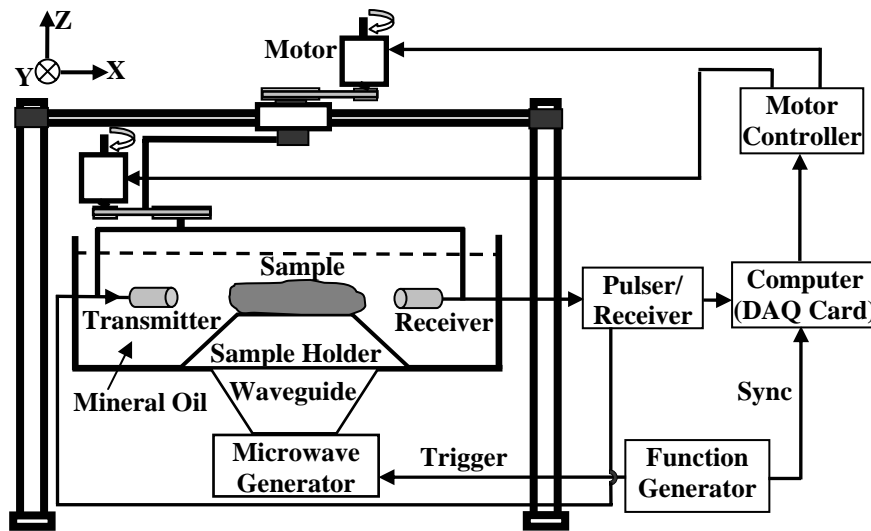 Z
Y
X
Motor
Motor
Controller
Sample
Transmitter
Receiver
Pulser/
Receiver
Computer
(DAQ Card)
Sample Holder
Mineral Oil
Waveguide
Sync
Microwave
Generator
Trigger
Function
Generator